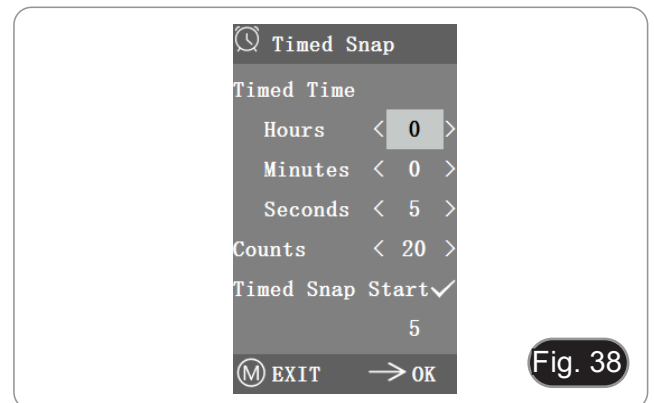 Timed Snap
Timed Time
Hours < 0 >
Minutes < 0 >
Seconds < 5 >
Counts < 20 >
Timed Snap Start✓
5
Ⓜ EXIT → OK
Fig. 38